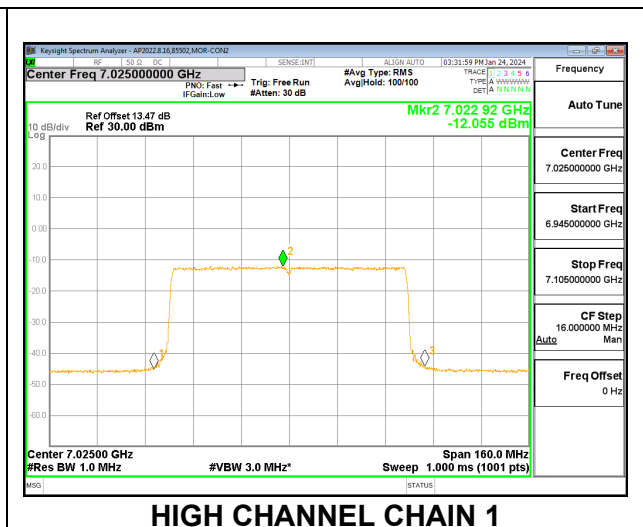 Keysight Spectrum Analyzer - AP2022.8.16,85502,MOR-CON2
RF 50 Ω DC SENSE:INT ALIGN AUTO 03:31:59 PM Jan 24, 2024
Center Freq 7.025000000 GHz
PNO: Fast
IFGain:Low
Trig: Free Run
#Atten: 30 dB
#Avg Type: RMS
Avg|Hold: 100/100
TRACE 1 2 3 4 5 6
TYPE A WWWWW
DET A N N N N N
Frequency
Ref Offset 13.47 dB
10 dB/div Ref 30.00 dBm
Log
Mkr2 7.022 92 GHz
-12.055 dBm
20.0
10.0
0.00
-10.0
-20.0
-30.0
-40.0
-50.0
-60.0
2
3
Center 7.02500 GHz
Span 160.0 MHz
#Res BW 1.0 MHz
#VBW 3.0 MHz*
Sweep 1.000 ms (1001 pts)
MSG
STATUS
Auto Tune
Center Freq
7.025000000 GHz
Start Freq
6.945000000 GHz
Stop Freq
7.105000000 GHz
CF Step
16.000000 MHz
Auto Man
Freq Offset
0 Hz
HIGH CHANNEL CHAIN 1